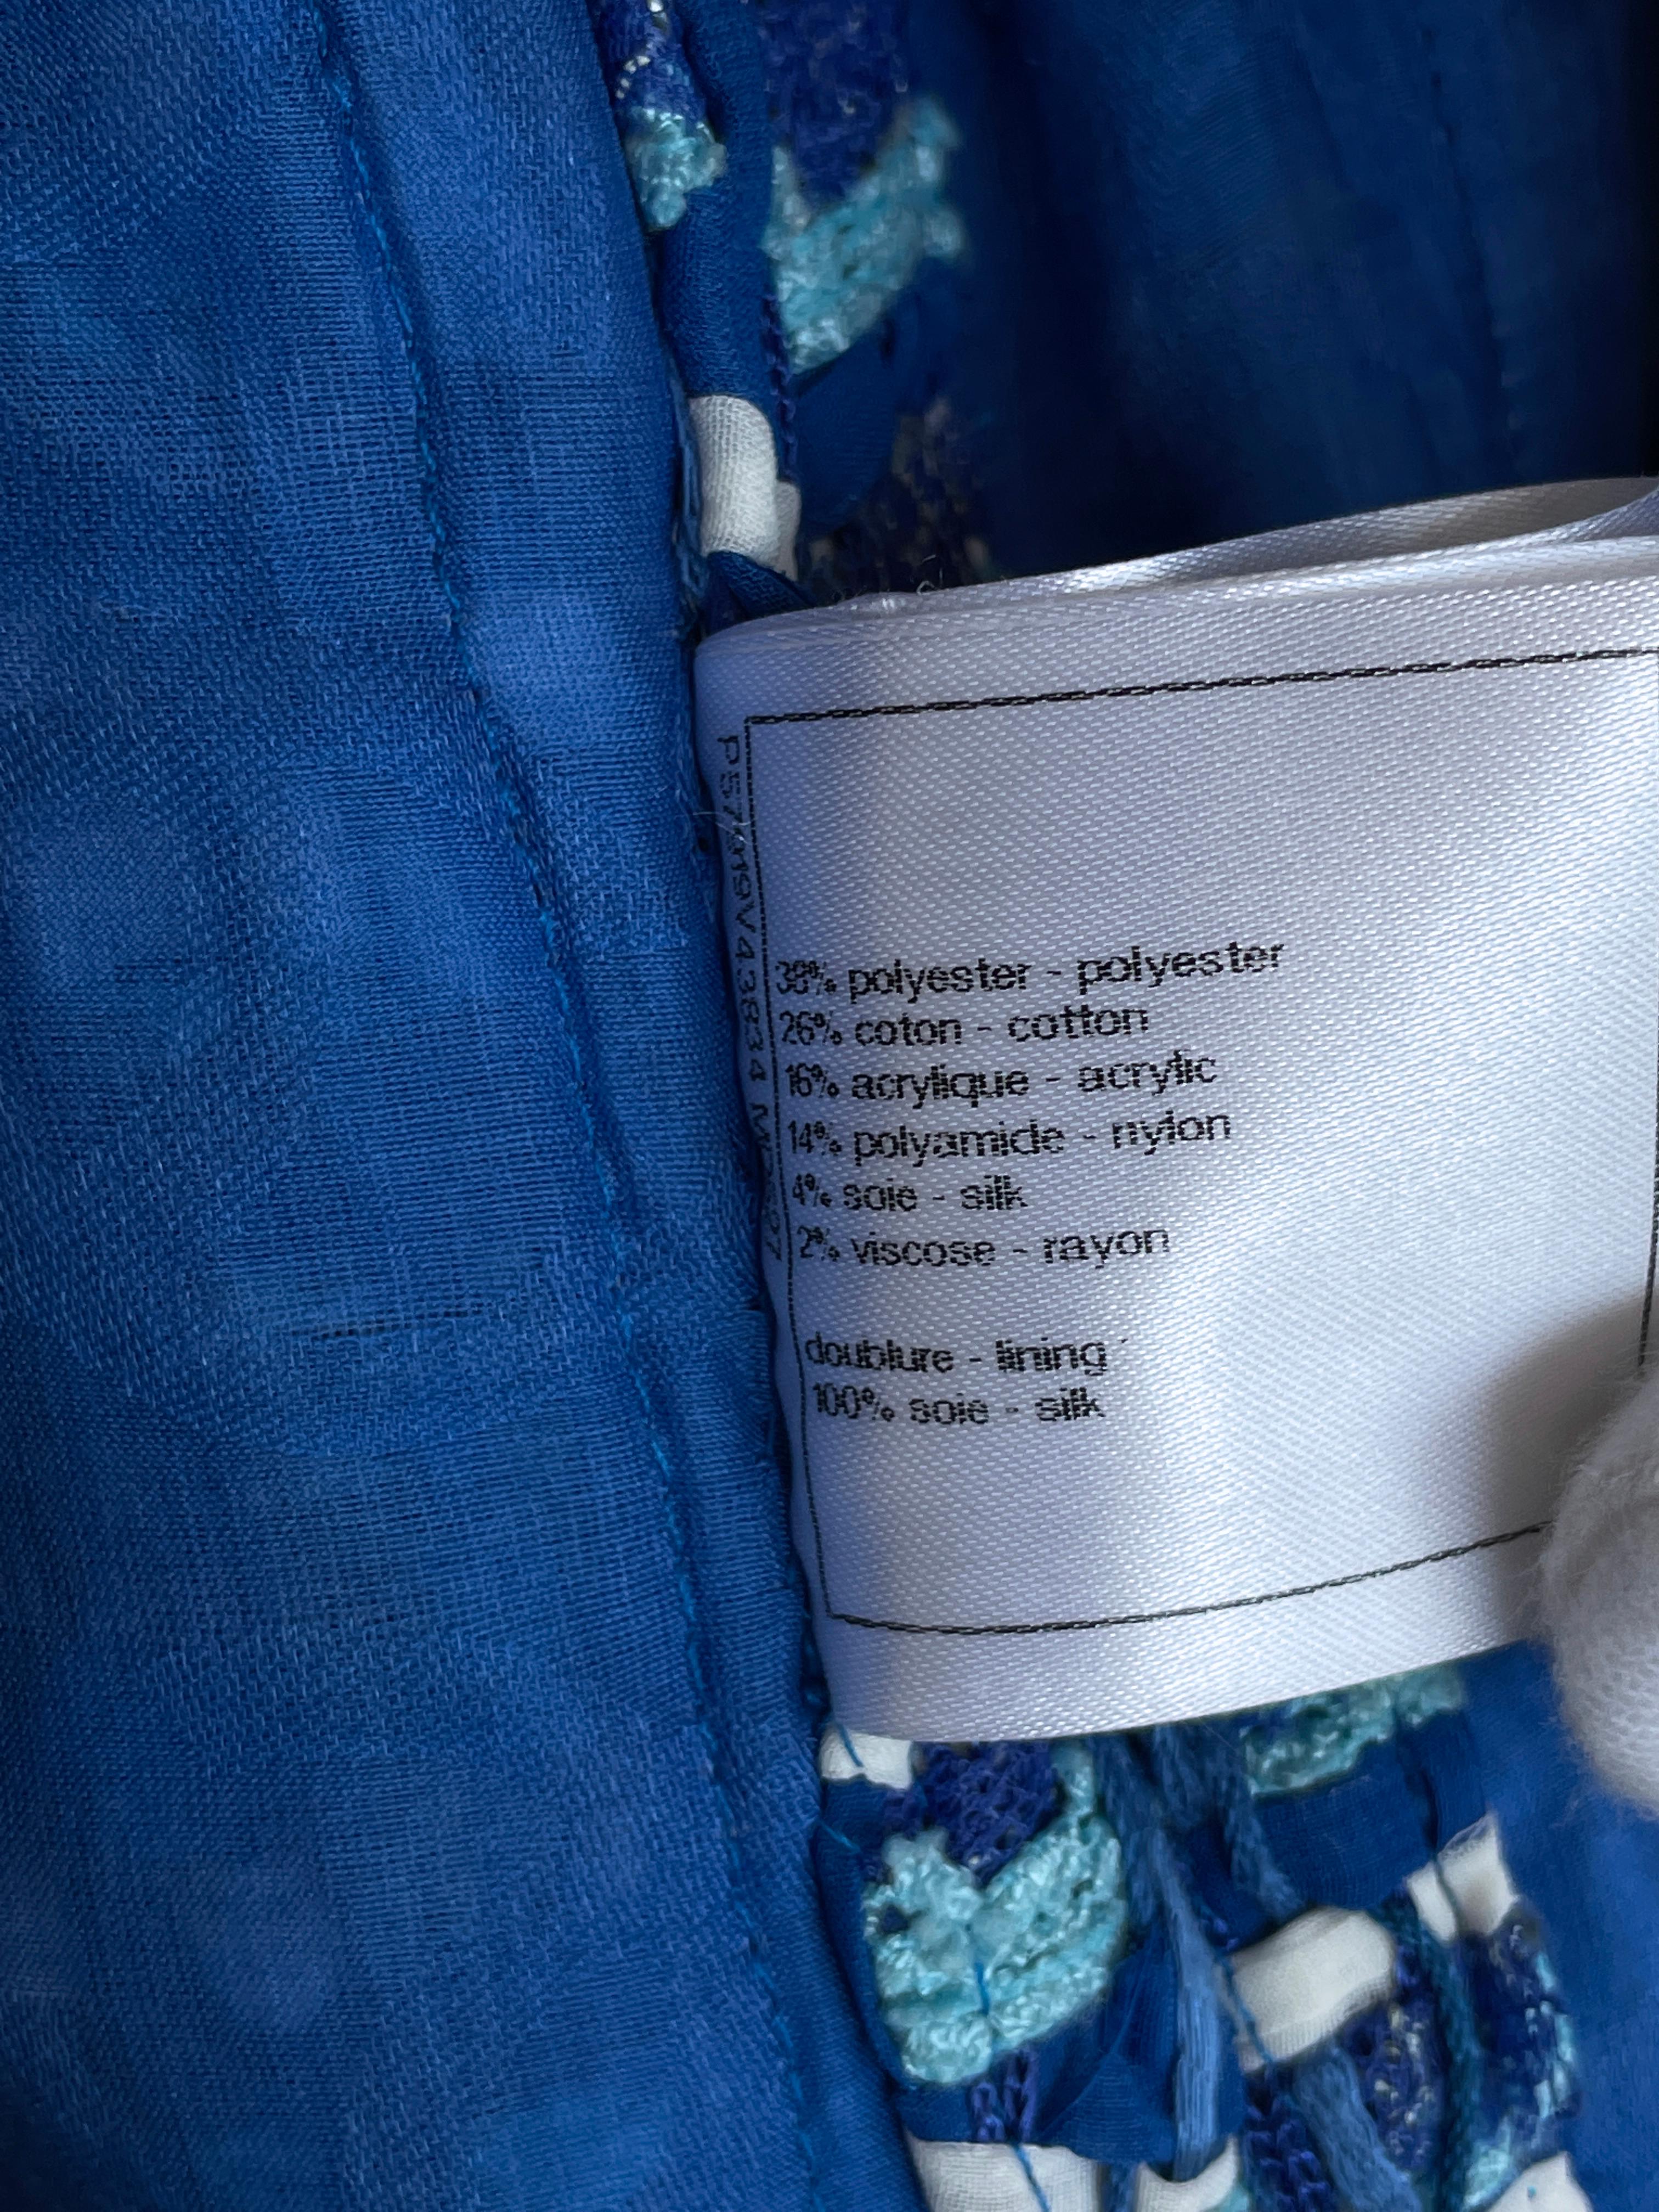 38% polyester - polyester
26% coton - cotton
16% acrylique - acrylic
14% polyamide - nylon
4% soie - silk
2% viscose - rayon
doublure - lining
100% soie - silk